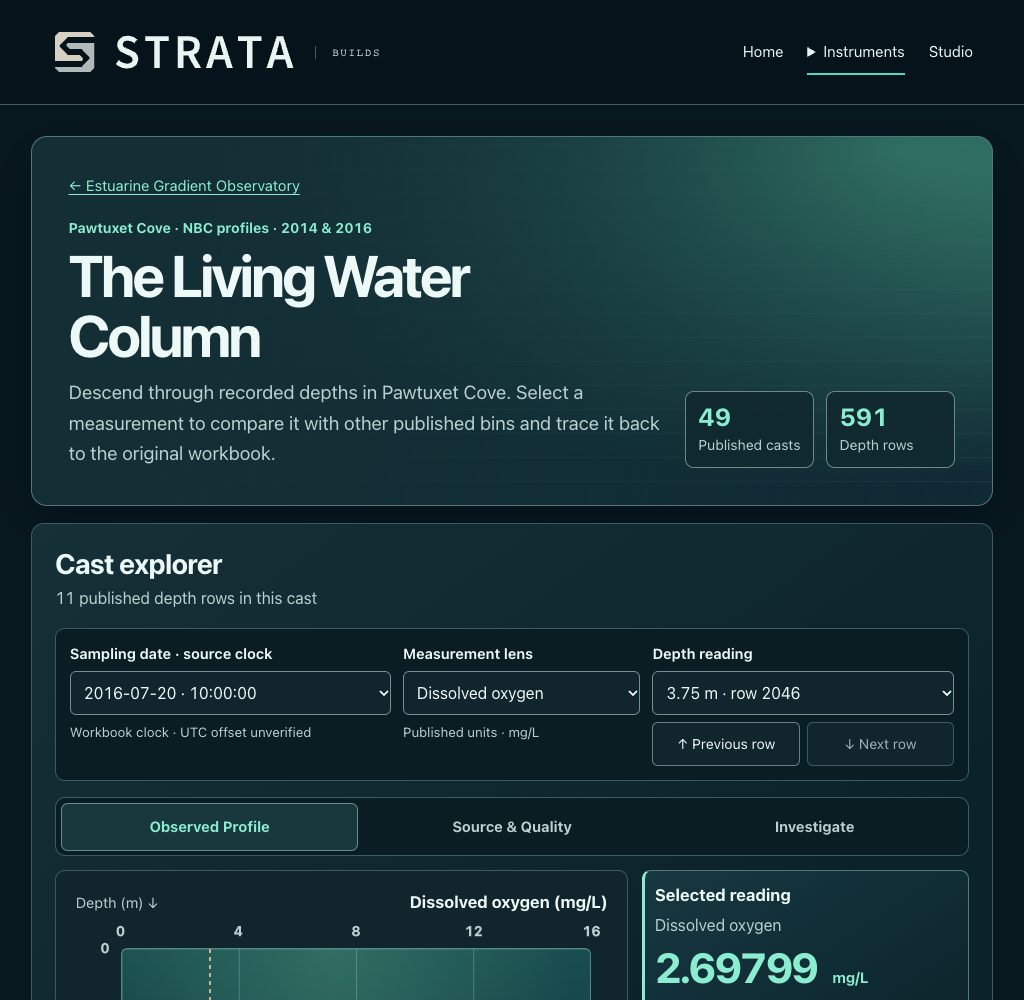 STRATA
BUILDS
Home
▶ Instruments
Studio
← Estuarine Gradient Observatory
Pawtuxet Cove · NBC profiles · 2014 & 2016
The Living Water
Column
Descend through recorded depths in Pawtuxet Cove. Select a
measurement to compare it with other published bins and trace it back
to the original workbook.
49
Published casts
591
Depth rows
Cast explorer
11 published depth rows in this cast
Sampling date · source clock
2016-07-20 · 10:00:00
Workbook clock · UTC offset unverified
Measurement lens
Dissolved oxygen
Published units · mg/L
Depth reading
3.75 m · row 2046
↑ Previous row
↓ Next row
Observed Profile
Source & Quality
Investigate
Depth (m) ↓
Dissolved oxygen (mg/L)
0 4 8 12 16
0
Selected reading
Dissolved oxygen
2.69799 mg/L